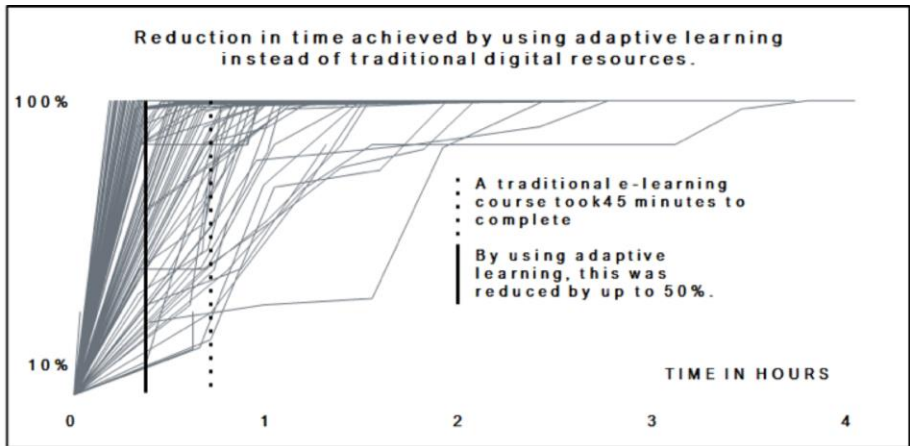 Reduction in time achieved by using adaptive learning
instead of traditional digital resources.
100%
A traditional e-learning
course took45 minutes to
complete
By using adaptive
learning, this was
reduced by up to 50%.
10%
TIME IN HOURS
0 1 2 3 4